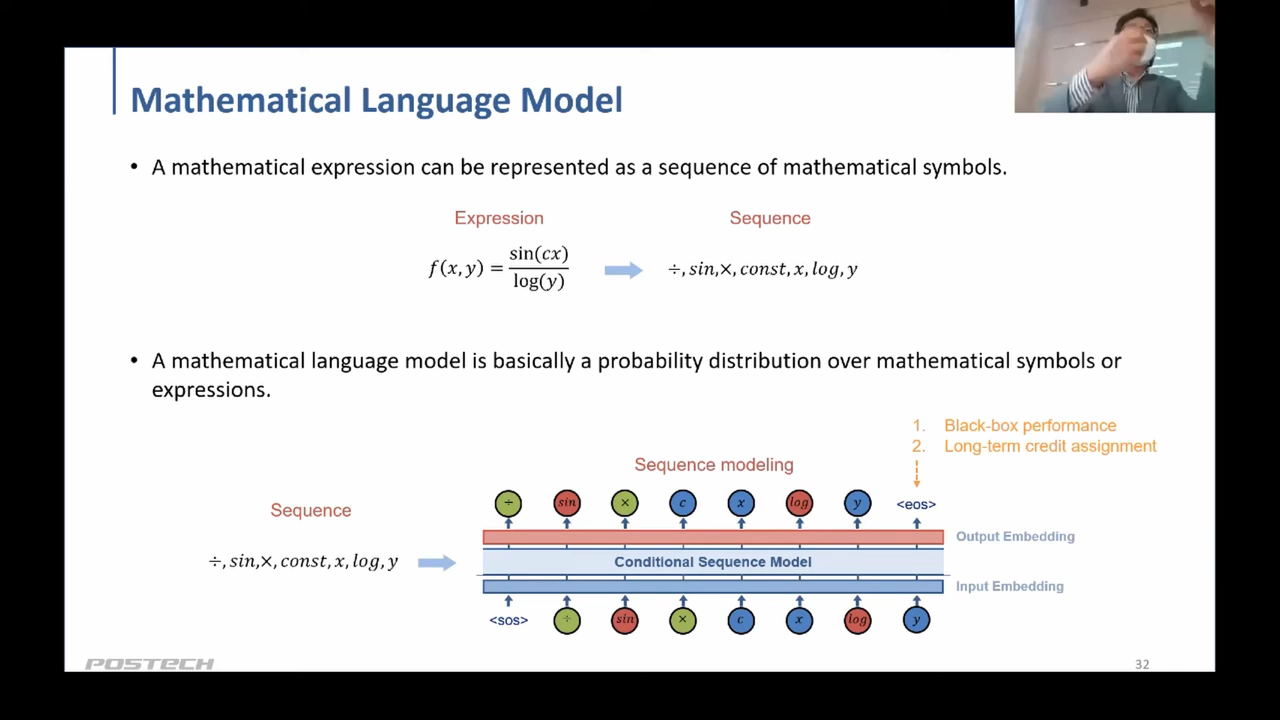 Mathematical Language Model
• A mathematical expression can be represented as a sequence of mathematical symbols.
Expression
Sequence
f(x, y) = sin(cx) / log(y)
÷, sin,×, const, x, log, y
• A mathematical language model is basically a probability distribution over mathematical symbols or
expressions.
1. Black-box performance
2. Long-term credit assignment
Sequence modeling
Sequence
÷, sin,×, const, x, log, y
÷ sin × c x log y <eos>
Output Embedding
Conditional Sequence Model
Input Embedding
<sos> ÷ sin × c x log y
POSTECH
32